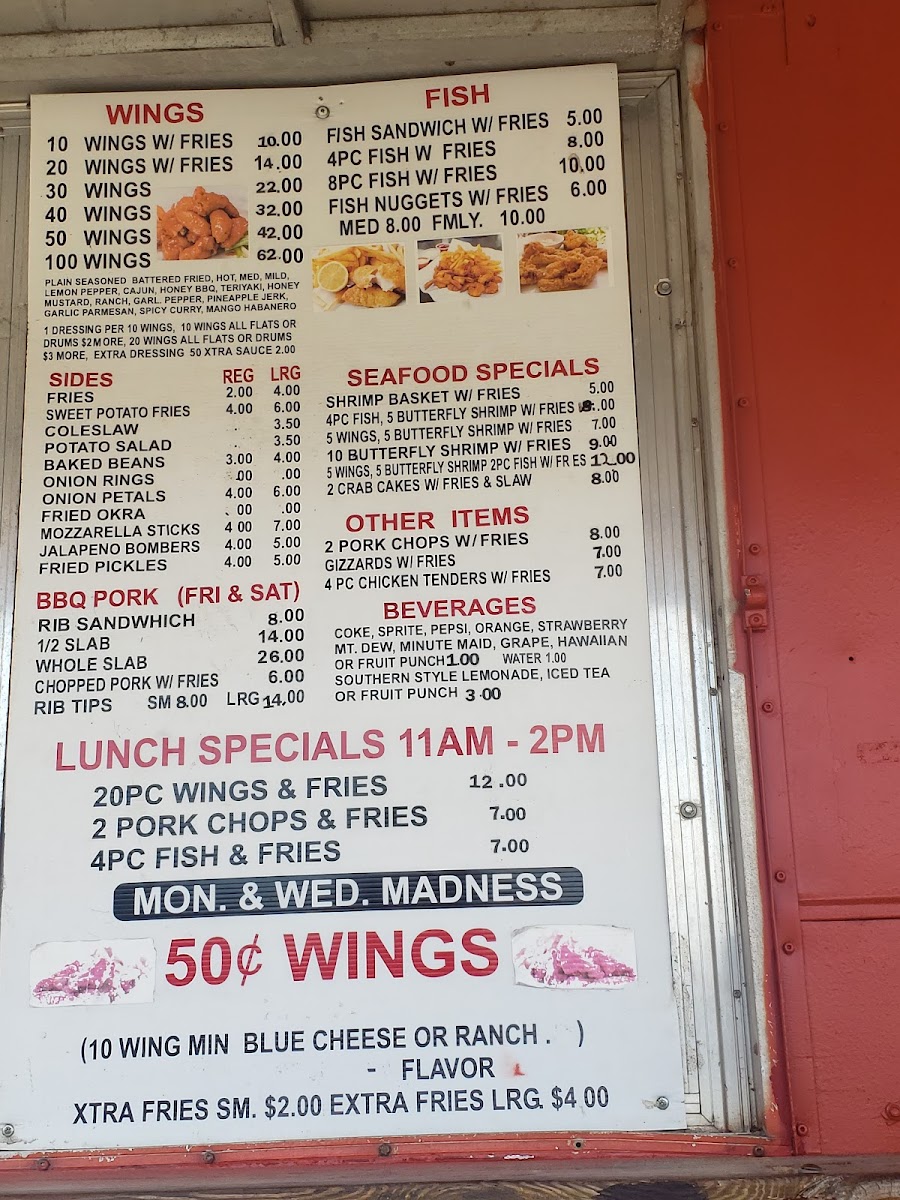 WINGS
10 WINGS W/ FRIES 10.00
20 WINGS W/ FRIES 14.00
30 WINGS 22.00
40 WINGS 32.00
50 WINGS 42.00
100 WINGS 62.00
PLAIN SEASONED BATTERED FRIED, HOT, MED, MILD,
LEMON PEPPER, CAJUN, HONEY BBQ, TERIYAKI, HONEY
MUSTARD, RANCH, GARL. PEPPER, PINEAPPLE JERK,
GARLIC PARMESAN, SPICY CURRY, MANGO HABANERO
1 DRESSING PER 10 WINGS, 10 WINGS ALL FLATS OR
DRUMS $2 MORE, 20 WINGS ALL FLATS OR DRUMS
$3 MORE, EXTRA DRESSING 50 XTRA SAUCE 2.00
SIDES REG LRG
FRIES 2.00 4.00
SWEET POTATO FRIES 4.00 6.00
COLESLAW 3.50
POTATO SALAD 3.50
BAKED BEANS 3.00 4.00
ONION RINGS .00 .00
ONION PETALS 4.00 6.00
FRIED OKRA 00 .00
MOZZARELLA STICKS 4 00 7.00
JALAPENO BOMBERS 4.00 5.00
FRIED PICKLES 4.00 5.00
BBQ PORK (FRI & SAT)
RIB SANDWHICH 8.00
1/2 SLAB 14.00
WHOLE SLAB 26.00
CHOPPED PORK W/ FRIES 6.00
RIB TIPS SM 8.00 LRG 14.00
FISH
FISH SANDWICH W/ FRIES 5.00
4PC FISH W FRIES 8.00
8PC FISH W/ FRIES 10.00
FISH NUGGETS W/ FRIES 6.00
MED 8.00 FMLY. 10.00
SEAFOOD SPECIALS
SHRIMP BASKET W/ FRIES 5.00
4PC FISH, 5 BUTTERFLY SHRIMP W/ FRIES .00
5 WINGS, 5 BUTTERFLY SHRIMP W/ FRIES 7.00
10 BUTTERFLY SHRIMP W/ FRIES 9.00
5 WINGS, 5 BUTTERFLY SHRIMP 2PC FISH W/ FR ES 12.00
2 CRAB CAKES W/ FRIES & SLAW 8.00
OTHER ITEMS
2 PORK CHOPS W/ FRIES 8.00
GIZZARDS W/ FRIES 7.00
4 PC CHICKEN TENDERS W/ FRIES 7.00
BEVERAGES
COKE, SPRITE, PEPSI, ORANGE, STRAWBERRY
MT. DEW, MINUTE MAID, GRAPE, HAWAIIAN
OR FRUIT PUNCH 1.00 WATER 1.00
SOUTHERN STYLE LEMONADE, ICED TEA
OR FRUIT PUNCH 3.00
LUNCH SPECIALS 11AM - 2PM
20PC WINGS & FRIES 12.00
2 PORK CHOPS & FRIES 7.00
4PC FISH & FRIES 7.00
MON. & WED. MADNESS
50¢ WINGS
(10 WING MIN BLUE CHEESE OR RANCH . )
- FLAVOR
XTRA FRIES SM. $2.00 EXTRA FRIES LRG. $4 00